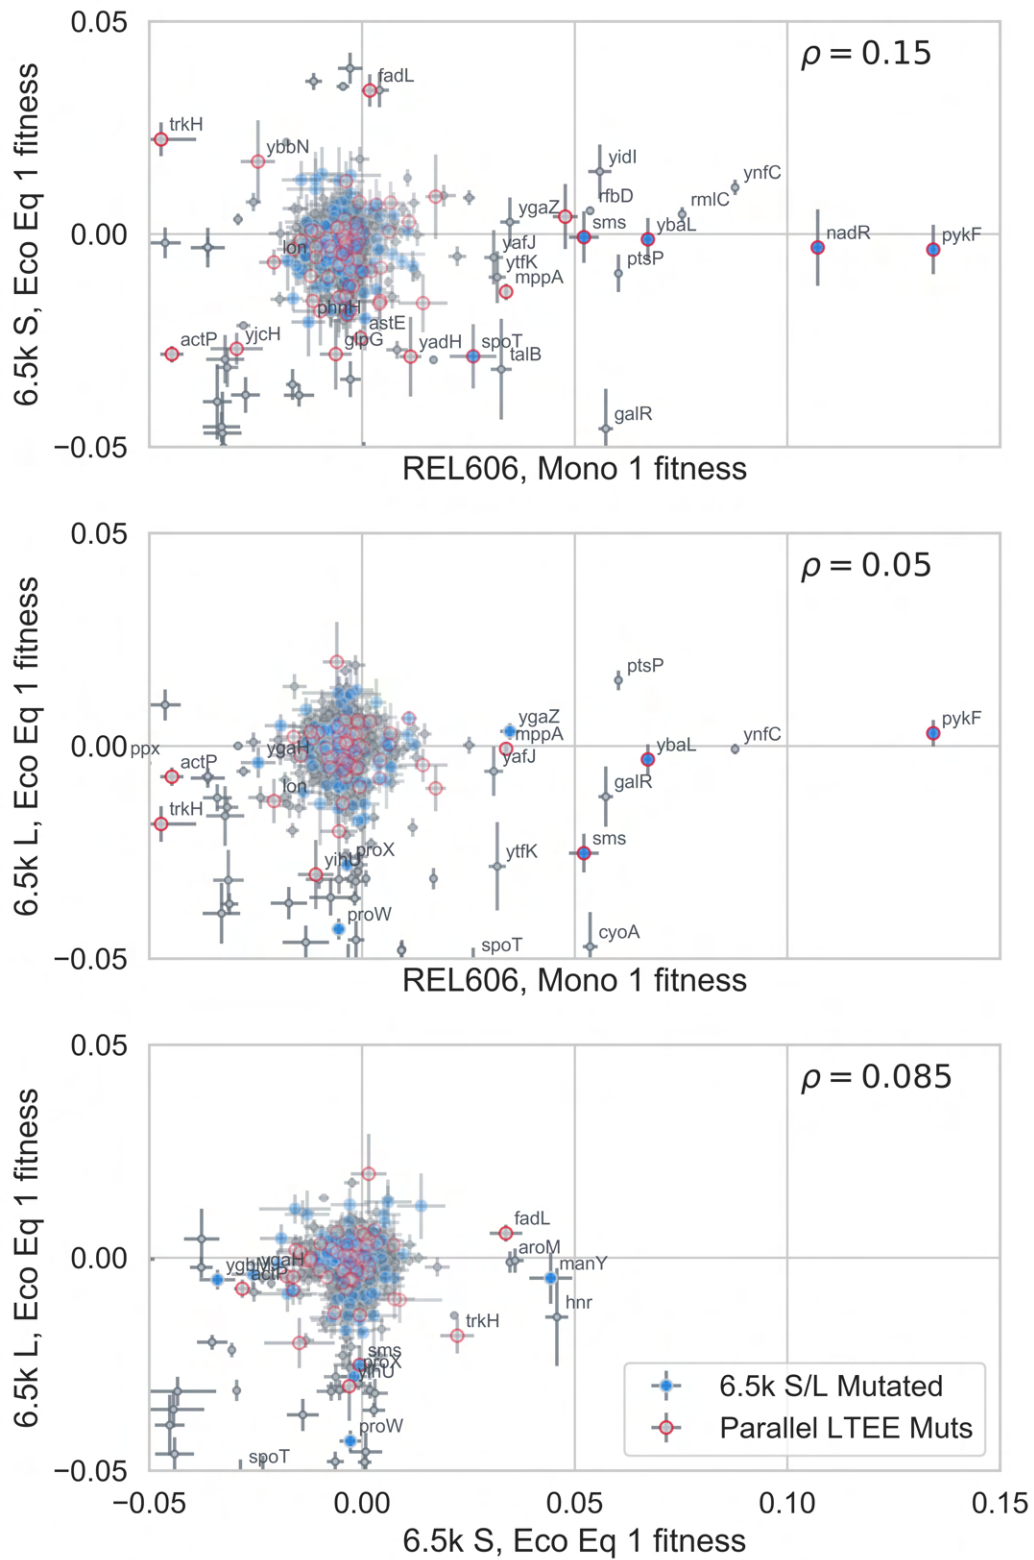 0.05
ρ = 0.15
fadL
trkH
ybbN
yidI
ynfC
rfbD
rmlC
ygaZ
sms
ybaL
nadR
pykF
0.00
lon
yafJ
ytfK
ptsP
mppA
phnH
astE
glpG
actP
yjcH
yadH
spoT
talB
galR
−0.05
6.5k S, Eco Eq 1 fitness
REL606, Mono 1 fitness
0.05
ρ = 0.05
ptsP
ygaZ
mppA
pykF
ynfC
0.00
ppx
ygaH
yafJ
ybaL
actP
lon
galR
trkH
sms
proX
yihU
ytfK
proW
cyoA
spoT
−0.05
6.5k L, Eco Eq 1 fitness
REL606, Mono 1 fitness
0.05
ρ = 0.085
fadL
aroM
0.00
ygaH
manY
actP
hnr
trkH
sms
proX
yihU
proW
spoT
−0.05
6.5k L, Eco Eq 1 fitness
6.5k S/L Mutated
Parallel LTEE Muts
−0.05 0.00 0.05 0.10 0.15
6.5k S, Eco Eq 1 fitness